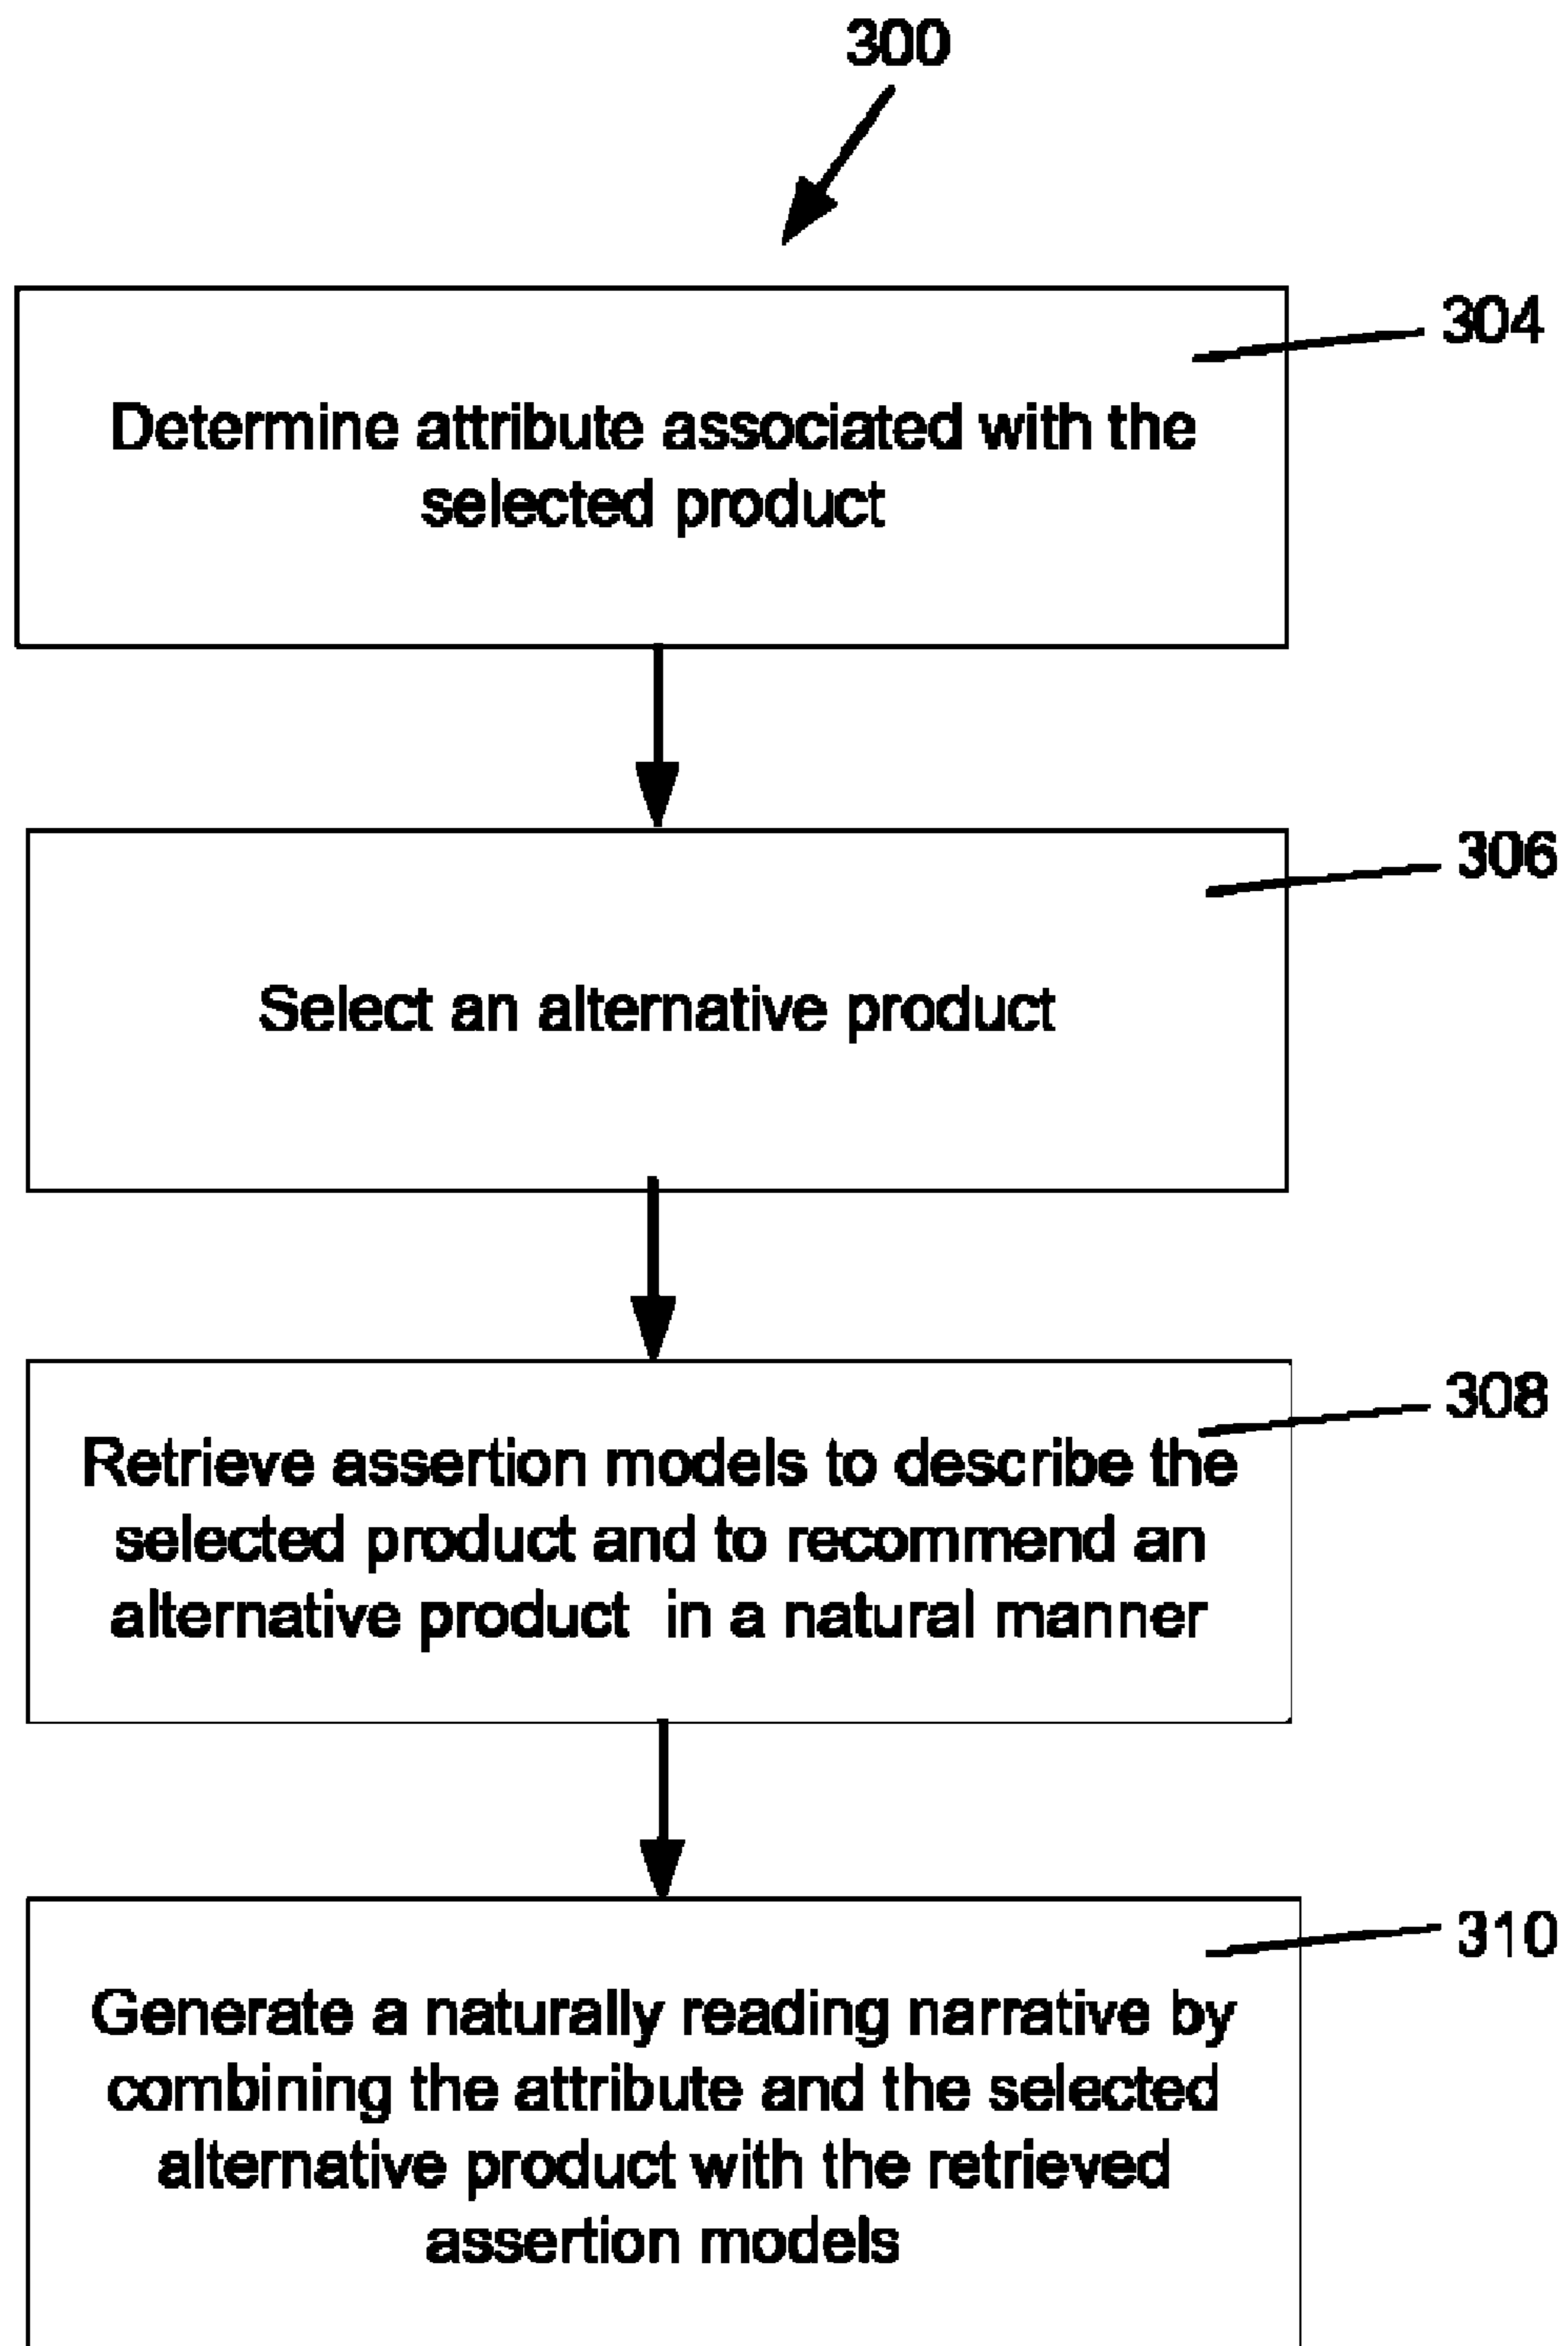 300
304
Determine attribute associated with the
selected product
306
Select an alternative product
308
Retrieve assertion models to describe the
selected product and to recommend an
alternative product in a natural manner
310
Generate a naturally reading narrative by
combining the attribute and the selected
alternative product with the retrieved
assertion models